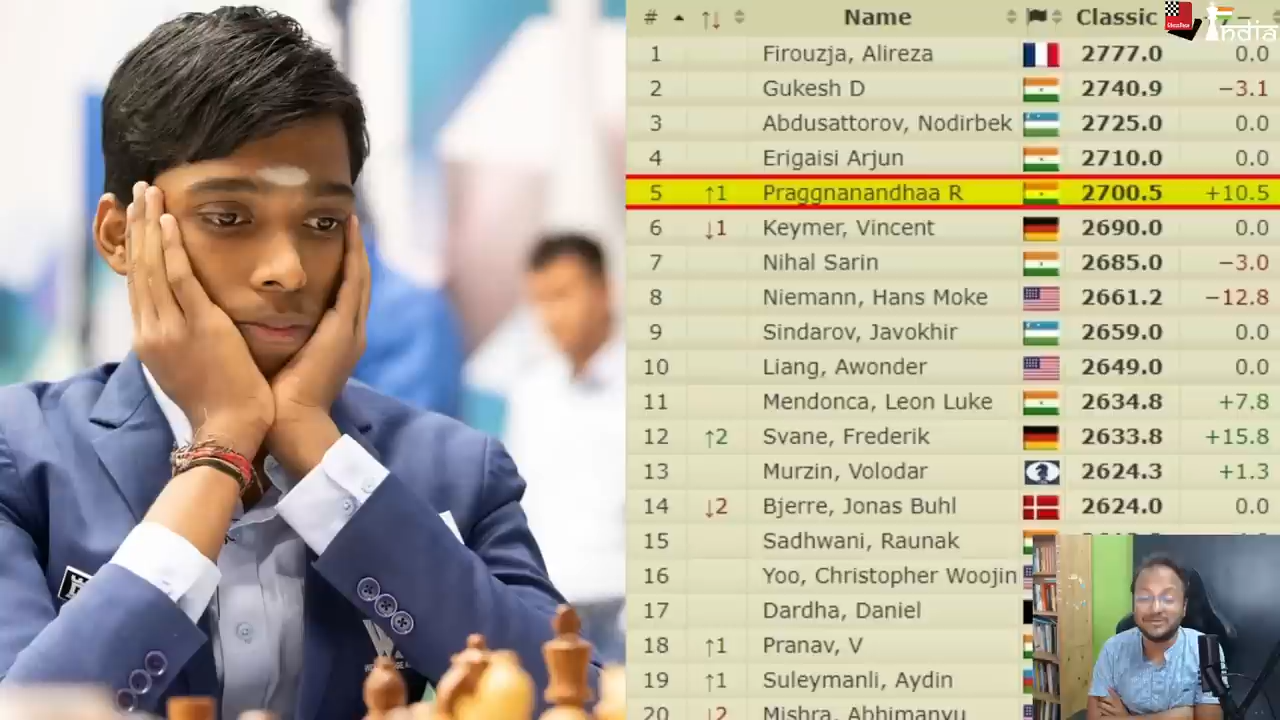 # Name Classic +/−
India
1 Firouzja, Alireza 2777.0 0.0
2 Gukesh D 2740.9 −3.1
3 Abdusattorov, Nodirbek 2725.0 0.0
4 Erigaisi Arjun 2710.0 0.0
5 ↑1 Praggnanandhaa R 2700.5 +10.5
6 ↓1 Keymer, Vincent 2690.0 0.0
7 Nihal Sarin 2685.0 −3.0
8 Niemann, Hans Moke 2661.2 −12.8
9 Sindarov, Javokhir 2659.0 0.0
10 Liang, Awonder 2649.0 0.0
11 Mendonca, Leon Luke 2634.8 +7.8
12 ↑2 Svane, Frederik 2633.8 +15.8
13 Murzin, Volodar 2624.3 +1.3
14 ↓2 Bjerre, Jonas Buhl 2624.0 0.0
15 Sadhwani, Raunak
16 Yoo, Christopher Woojin
17 Dardha, Daniel
18 ↑1 Pranav, V
19 ↑1 Suleymanli, Aydin
20 ↓2 Mishra, Abhimanyu